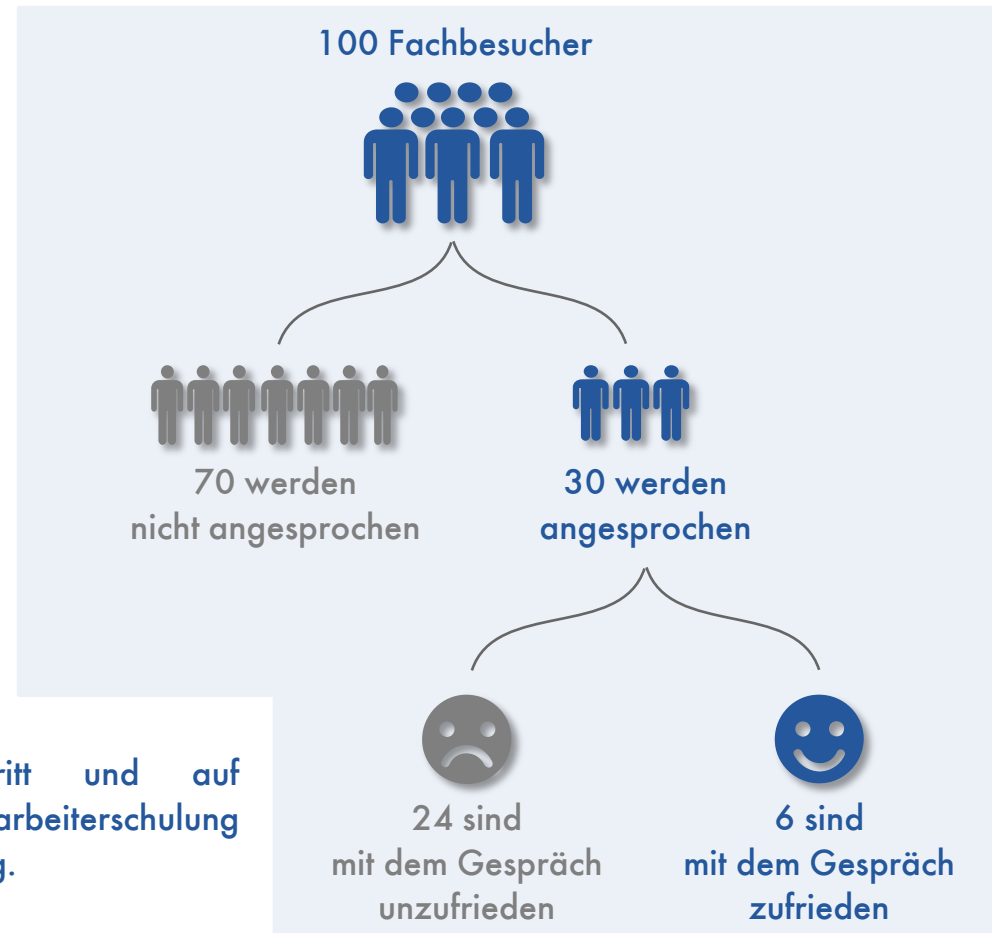 100 Fachbesucher
70 werden
nicht angesprochen
30 werden
angesprochen
und auf
24 sind
mit dem Gespräch
unzufrieden
6 sind
mit dem Gespräch
zufrieden